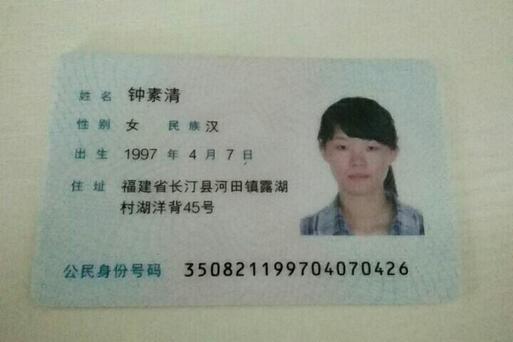 姓名 钟素清
性别 女 民族 汉
出生 1997 年 4 月 7 日
住址 福建省长汀县河田镇露湖
村湖洋背45号
公民身份号码 350821199704070426